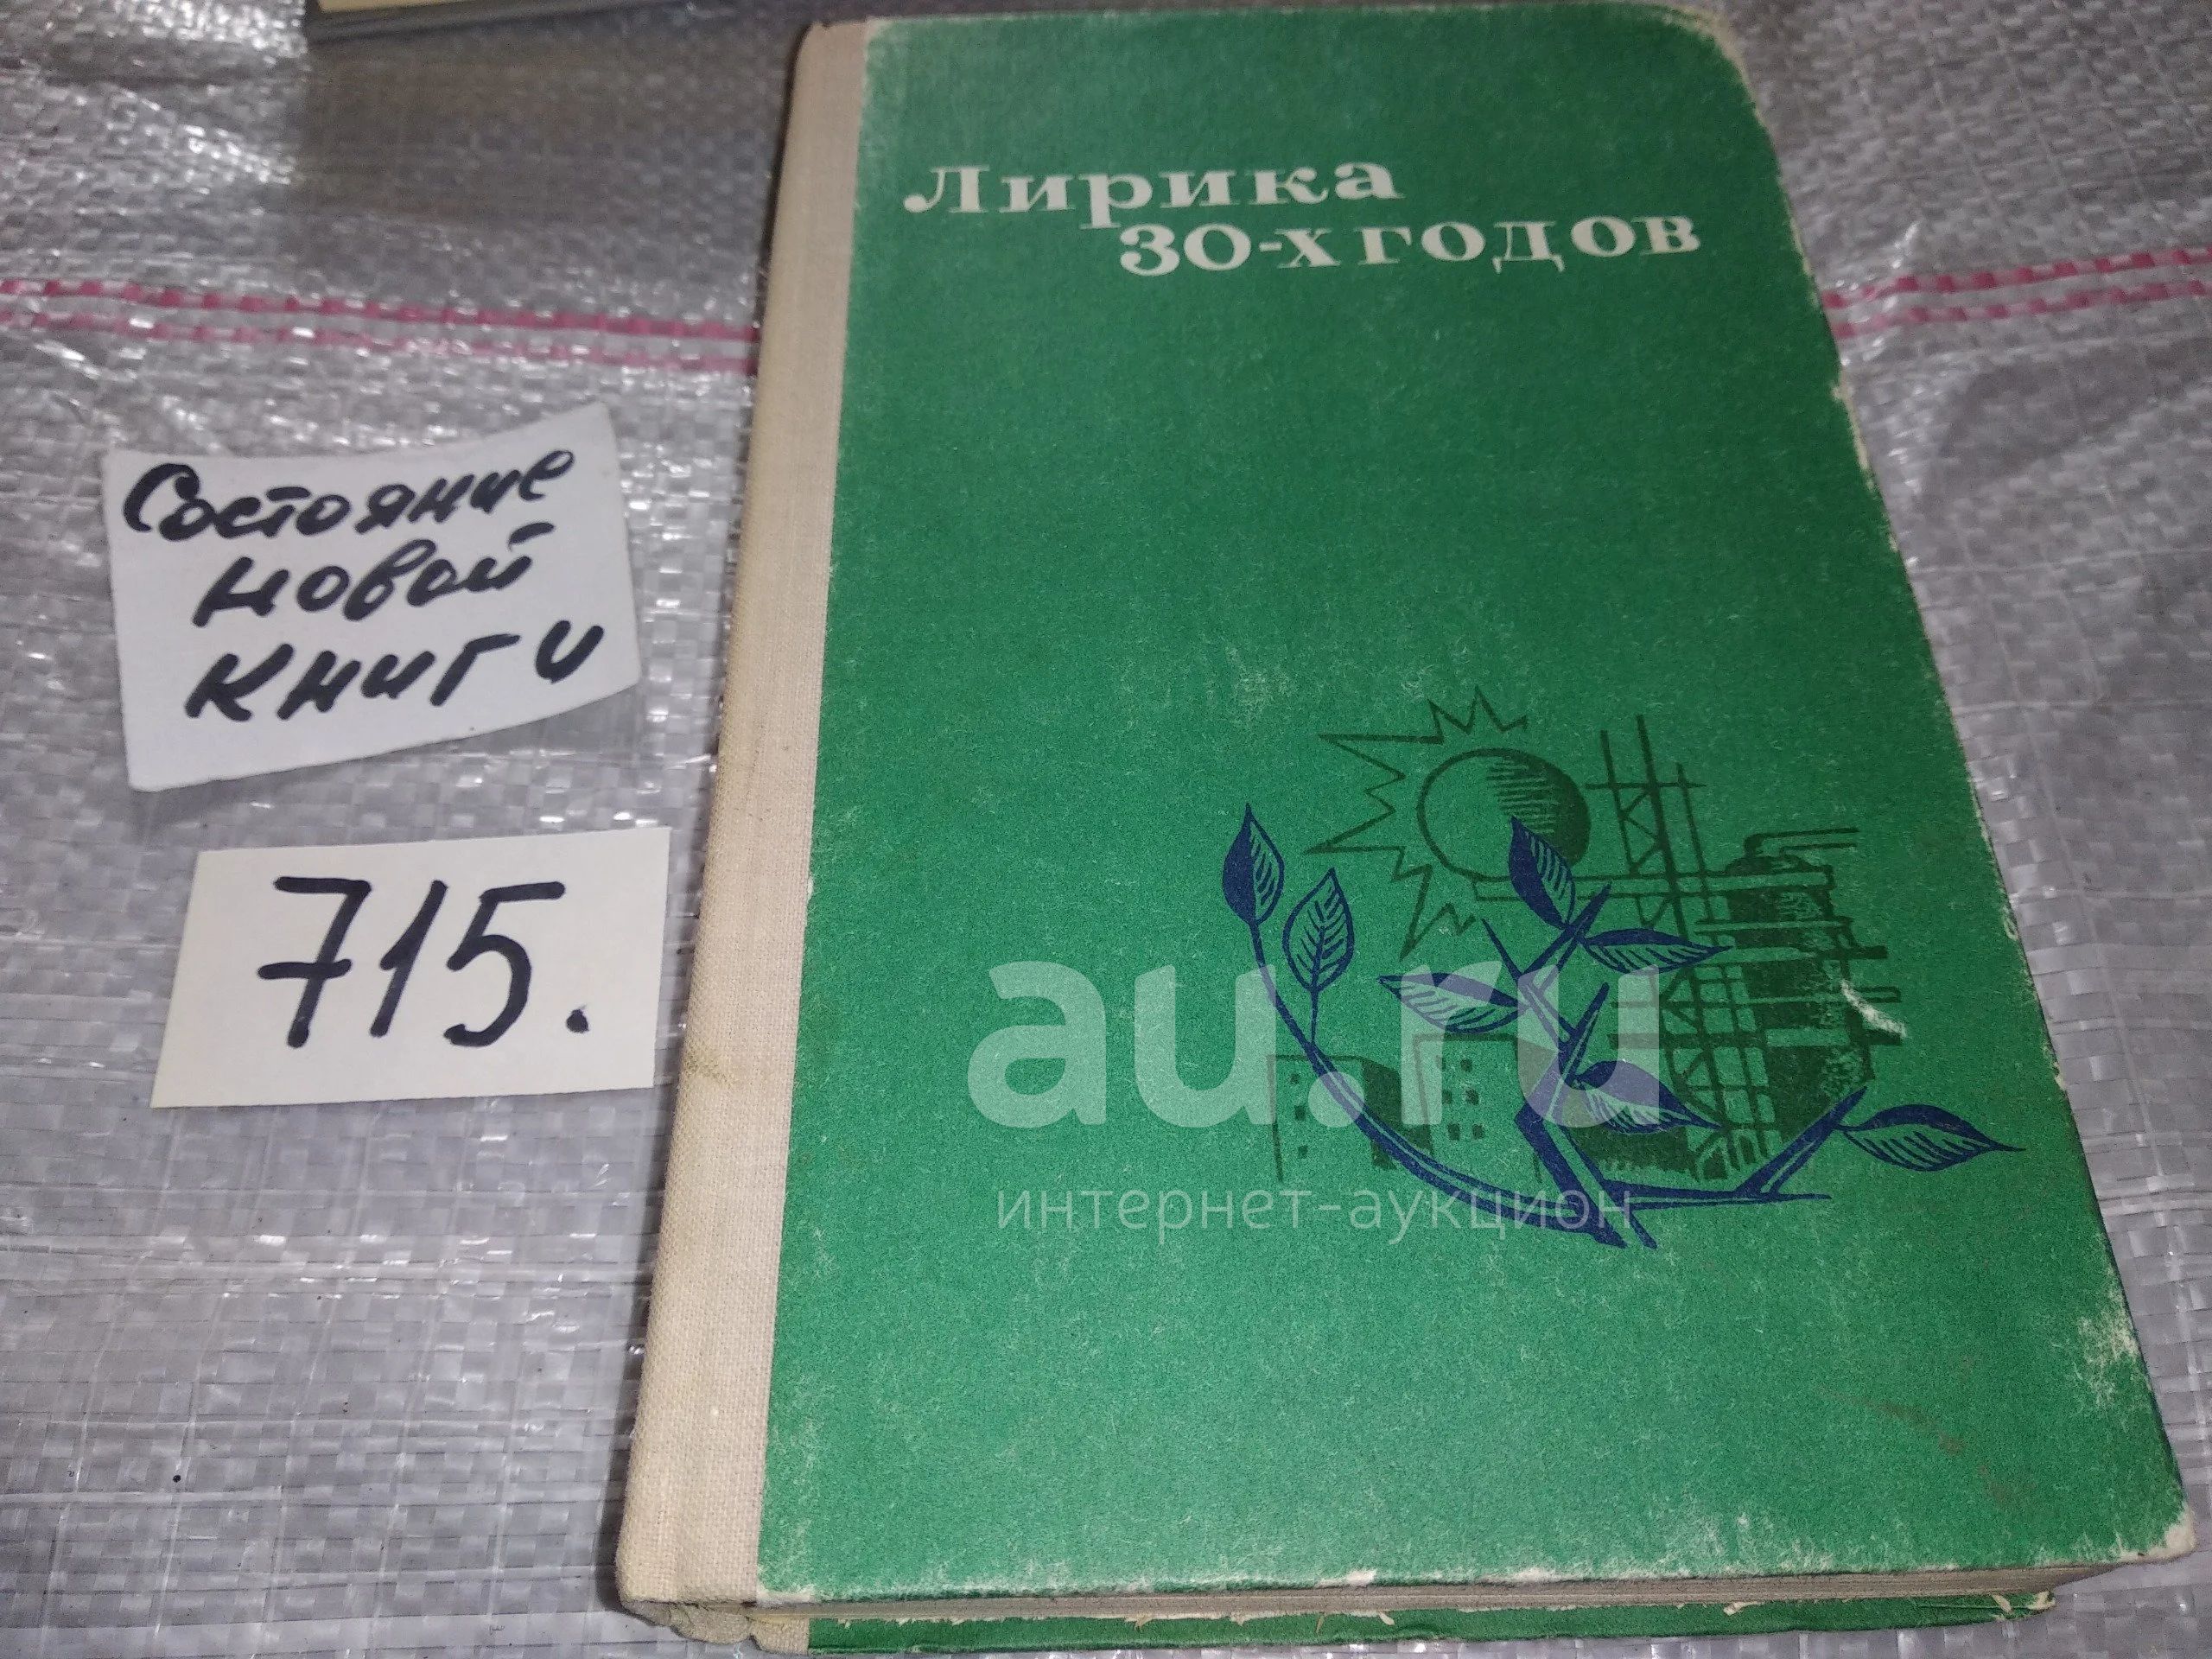 Лирика
30-х годов
Состояние
новой
книги
715.
au.ru
интернет-аукцион